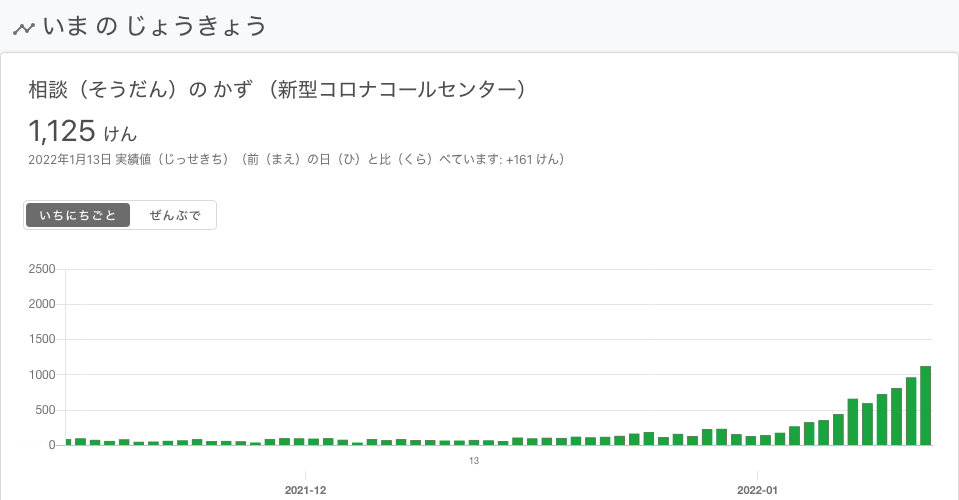 いま の じょうきょう
相談（そうだん）の かず （新型コロナコールセンター）
1,125 けん
2022年1月13日 実績値（じっせきち）（前（まえ）の日（ひ）と比（くら）べています: +161 けん）
いちにちごと ぜんぶで
2500
2000
1500
1000
500
0
13
2021-12 2022-01